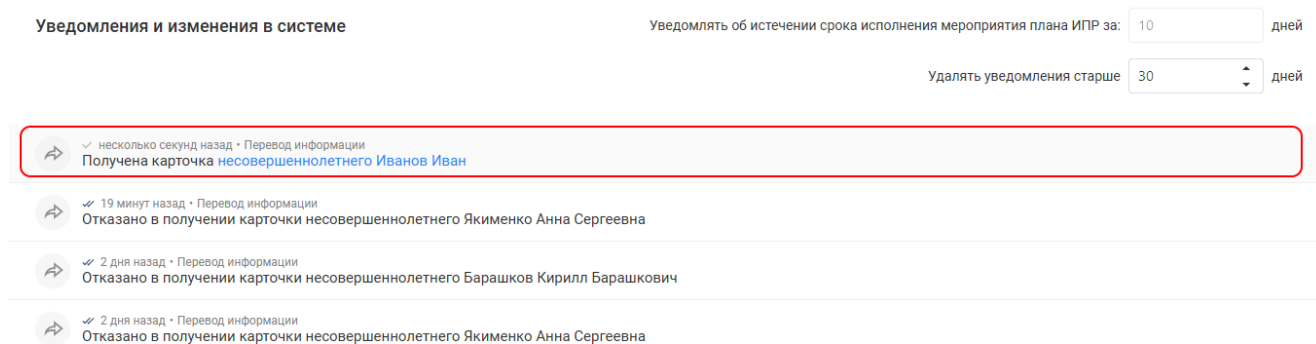 Уведомления и изменения в системе
Уведомлять об истечении срока исполнения мероприятия плана ИПР за: 10 дней
Удалять уведомления старше 30 дней
несколько секунд назад • Перевод информации
Получена карточка несовершеннолетнего Иванов Иван
19 минут назад • Перевод информации
Отказано в получении карточки несовершеннолетнего Якименко Анна Сергеевна
2 дня назад • Перевод информации
Отказано в получении карточки несовершеннолетнего Барашков Кирилл Барашкович
2 дня назад • Перевод информации
Отказано в получении карточки несовершеннолетнего Якименко Анна Сергеевна